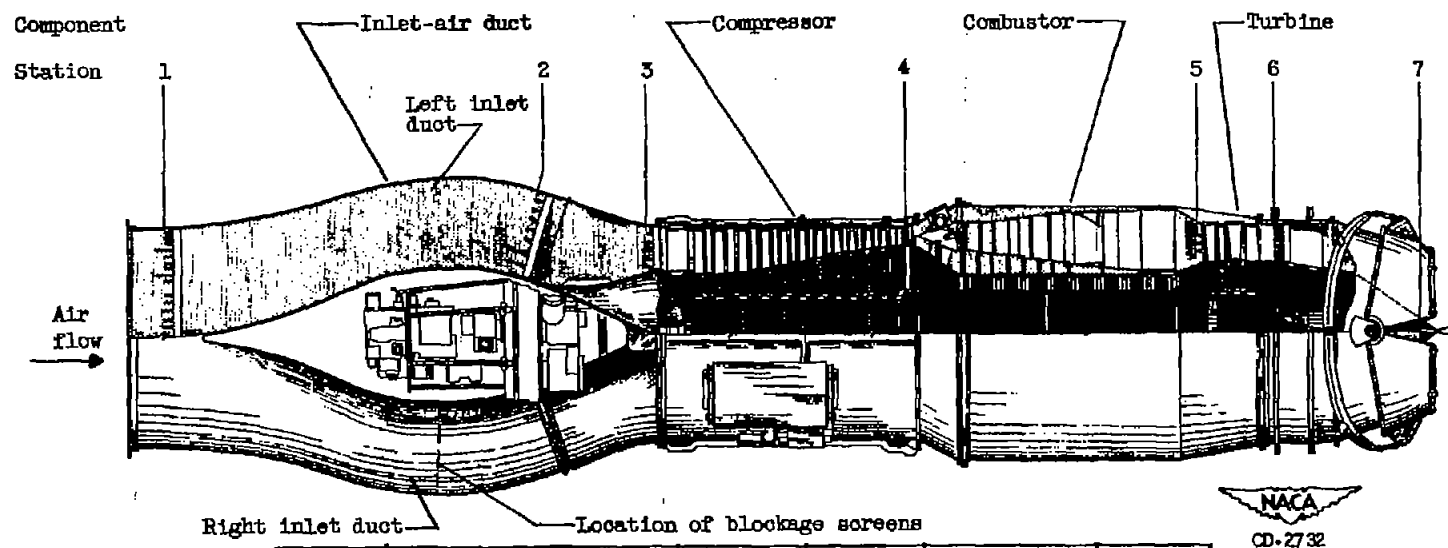 Component Inlet-air duct Compressor Combustor Turbine
Station 1 2 3 4 5 6 7
Left inlet
duct
Air
flow
Right inlet duct Location of blockage screens
NACA
CD-2732